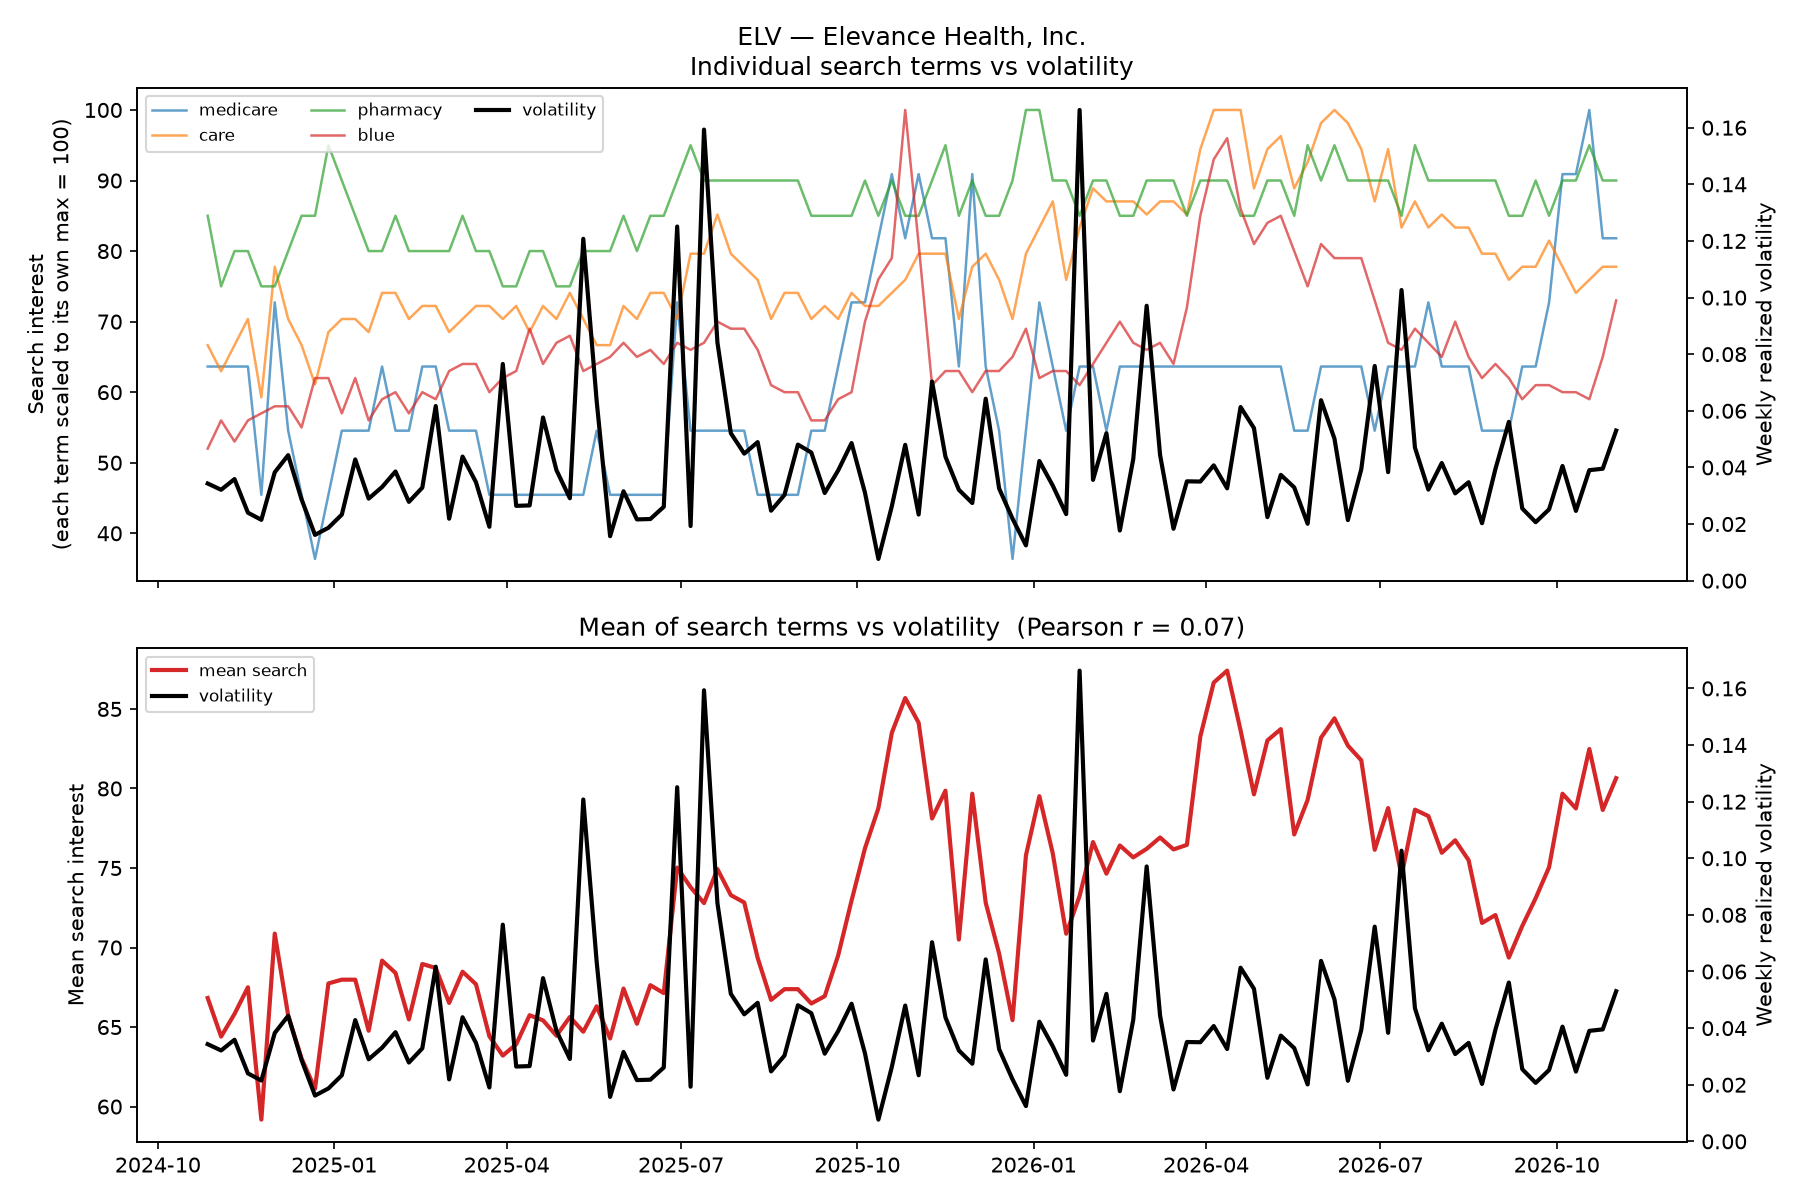 ELV — Elevance Health, Inc.
Individual search terms vs volatility
medicare
care
pharmacy
blue
volatility
Search interest
(each term scaled to its own max = 100)
100
90
80
70
60
50
40
Weekly realized volatility
0.16
0.14
0.12
0.10
0.08
0.06
0.04
0.02
0.00
Mean of search terms vs volatility (Pearson r = 0.07)
mean search
volatility
Mean search interest
85
80
75
70
65
60
Weekly realized volatility
0.16
0.14
0.12
0.10
0.08
0.06
0.04
0.02
0.00
2024-10
2025-01
2025-04
2025-07
2025-10
2026-01
2026-04
2026-07
2026-10